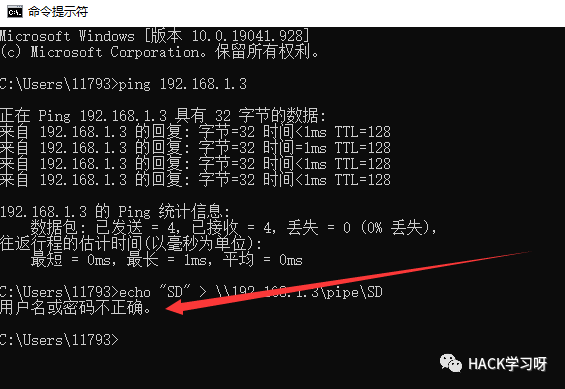 命令提示符
Microsoft Windows [版本 10.0.19041.928]
(c) Microsoft Corporation。保留所有权利。
C:\Users\11793>ping 192.168.1.3
正在 Ping 192.168.1.3 具有 32 字节的数据:
来自 192.168.1.3 的回复: 字节=32 时间<1ms TTL=128
来自 192.168.1.3 的回复: 字节=32 时间=1ms TTL=128
来自 192.168.1.3 的回复: 字节=32 时间<1ms TTL=128
来自 192.168.1.3 的回复: 字节=32 时间<1ms TTL=128
192.168.1.3 的 Ping 统计信息:
数据包: 已发送 = 4，已接收 = 4，丢失 = 0 (0% 丢失)，
往返行程的估计时间(以毫秒为单位):
最短 = 0ms，最长 = 1ms，平均 = 0ms
C:\Users\11793>echo "SD" > \\192.168.1.3\pipe\SD
用户名或密码不正确。
C:\Users\11793>
HACK学习呀